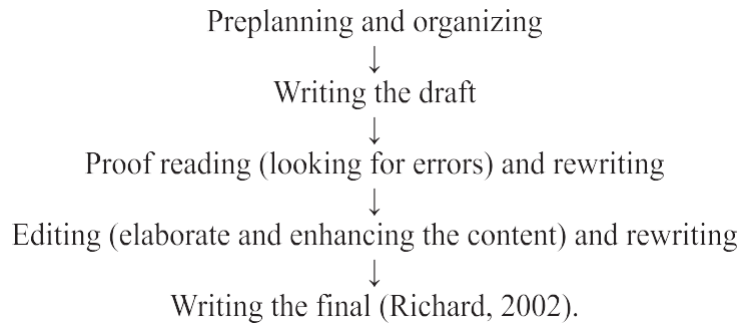 Preplanning and organizing
↓
Writing the draft
↓
Proof reading (looking for errors) and rewriting
↓
Editing (elaborate and enhancing the content) and rewriting
↓
Writing the final (Richard, 2002).